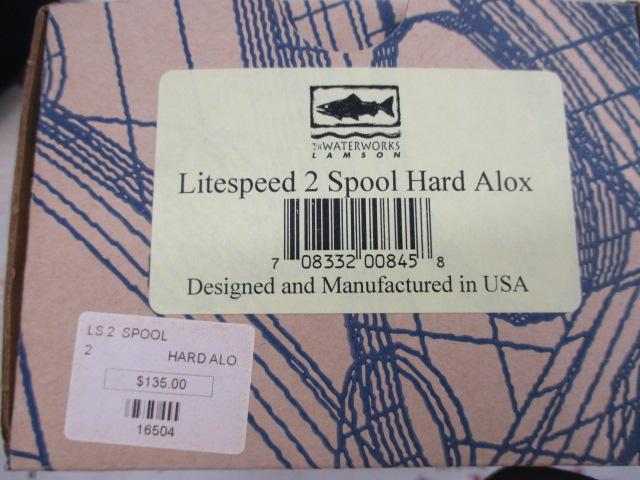 THE WATERWORKS
LAMSON
Litespeed 2 Spool Hard Alox
7 08332 00845 8
Designed and Manufactured in USA
LS 2 SPOOL
2 HARD ALO
$135.00
16504